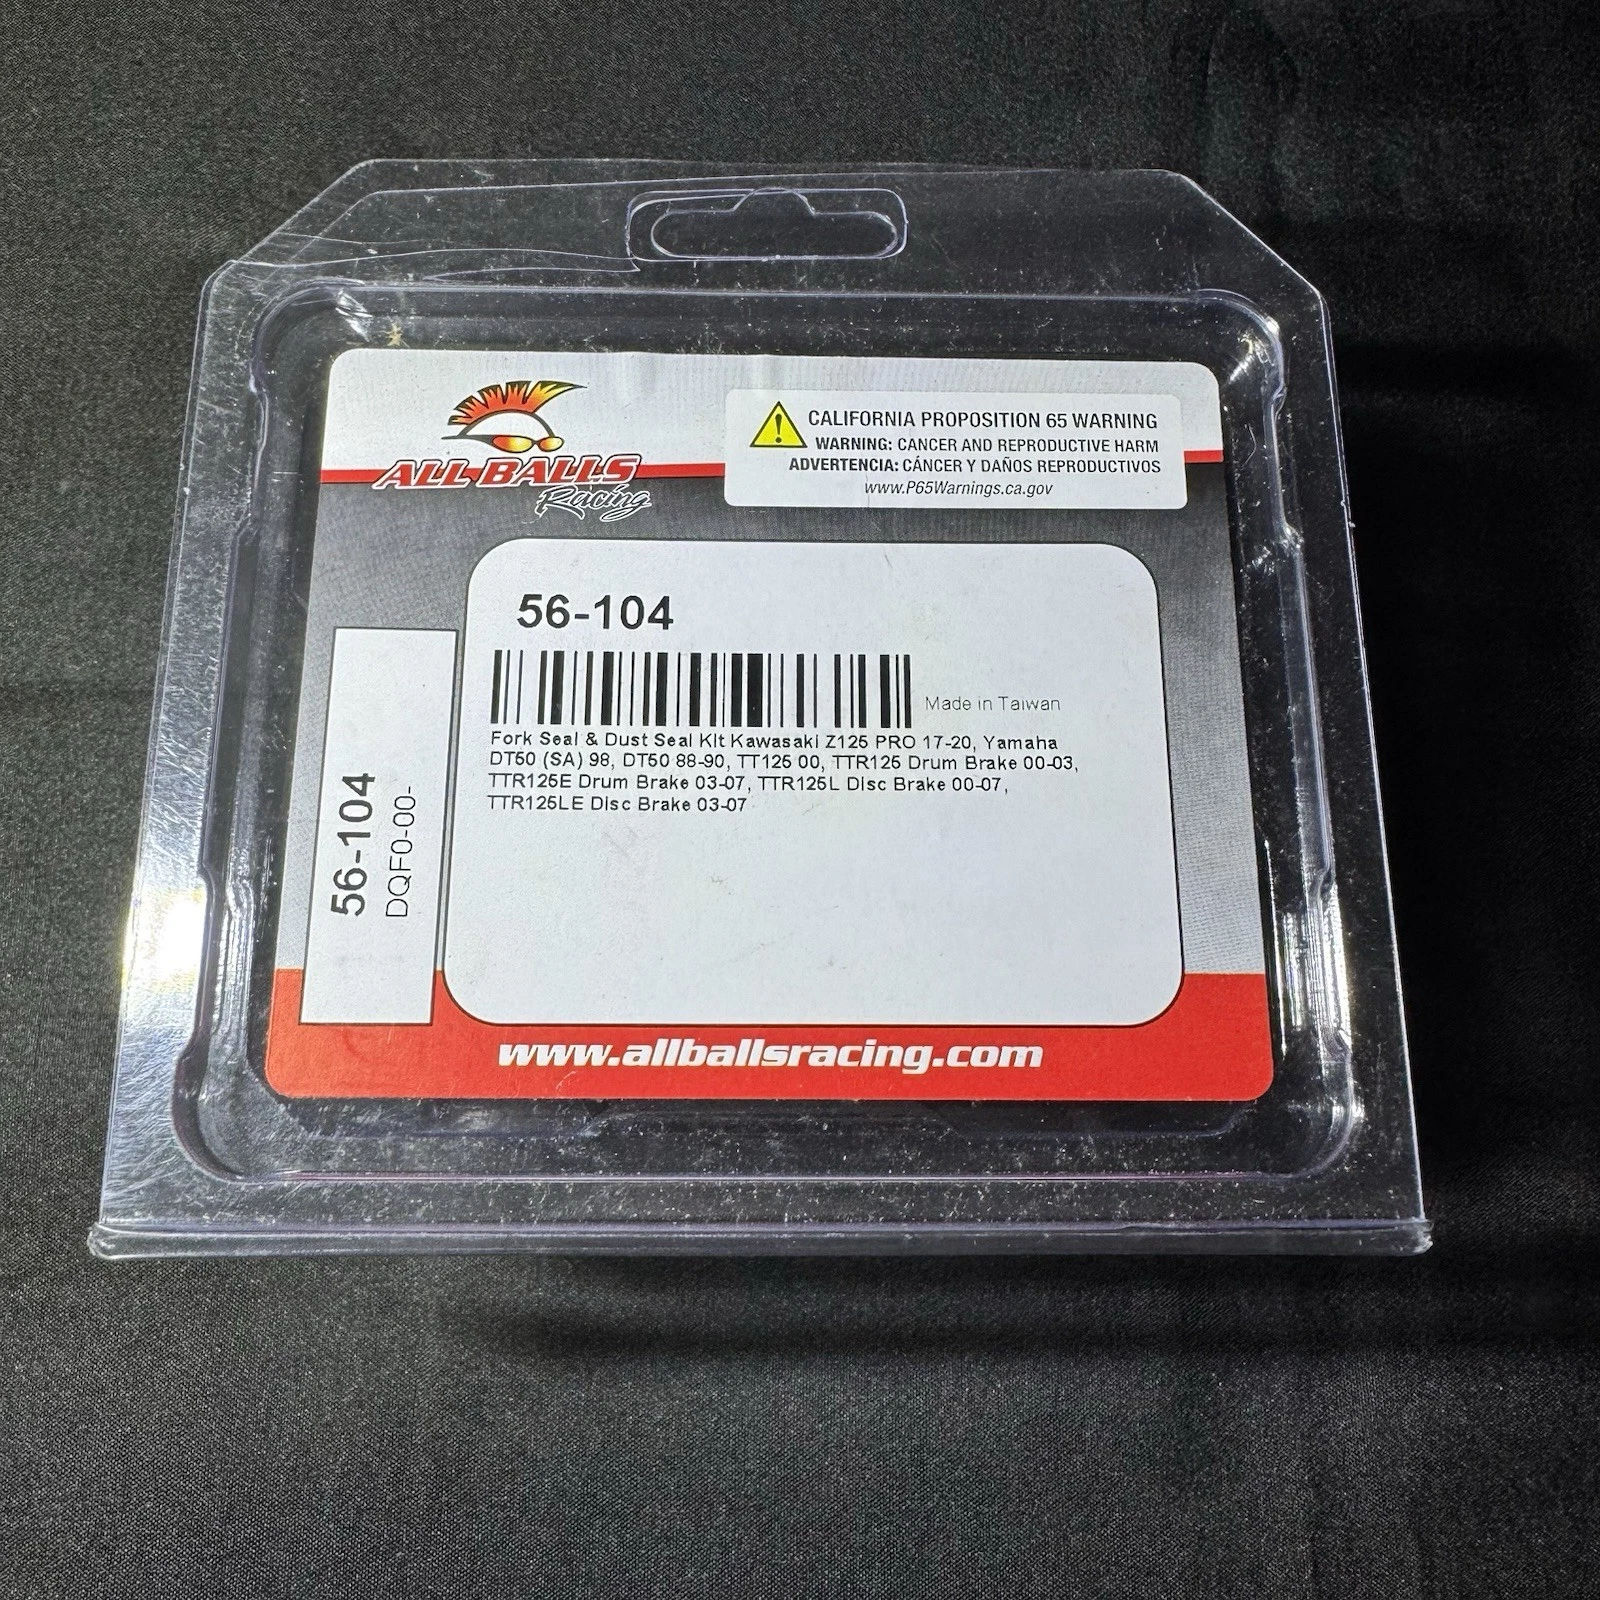 ALL BALLS
Racing
CALIFORNIA PROPOSITION 65 WARNING
WARNING: CANCER AND REPRODUCTIVE HARM
ADVERTENCIA: CÁNCER Y DAÑOS REPRODUCTIVOS
www.P65Warnings.ca.gov
56-104
Made in Taiwan
Fork Seal & Dust Seal Kit Kawasaki Z125 PRO 17-20, Yamaha
DT50 (SA) 98, DT50 88-90, TT125 00, TTR125 Drum Brake 00-03,
TTR125E Drum Brake 03-07, TTR125L Disc Brake 00-07,
TTR125LE Disc Brake 03-07
56-104
DQF0-00-
www.allballsracing.com